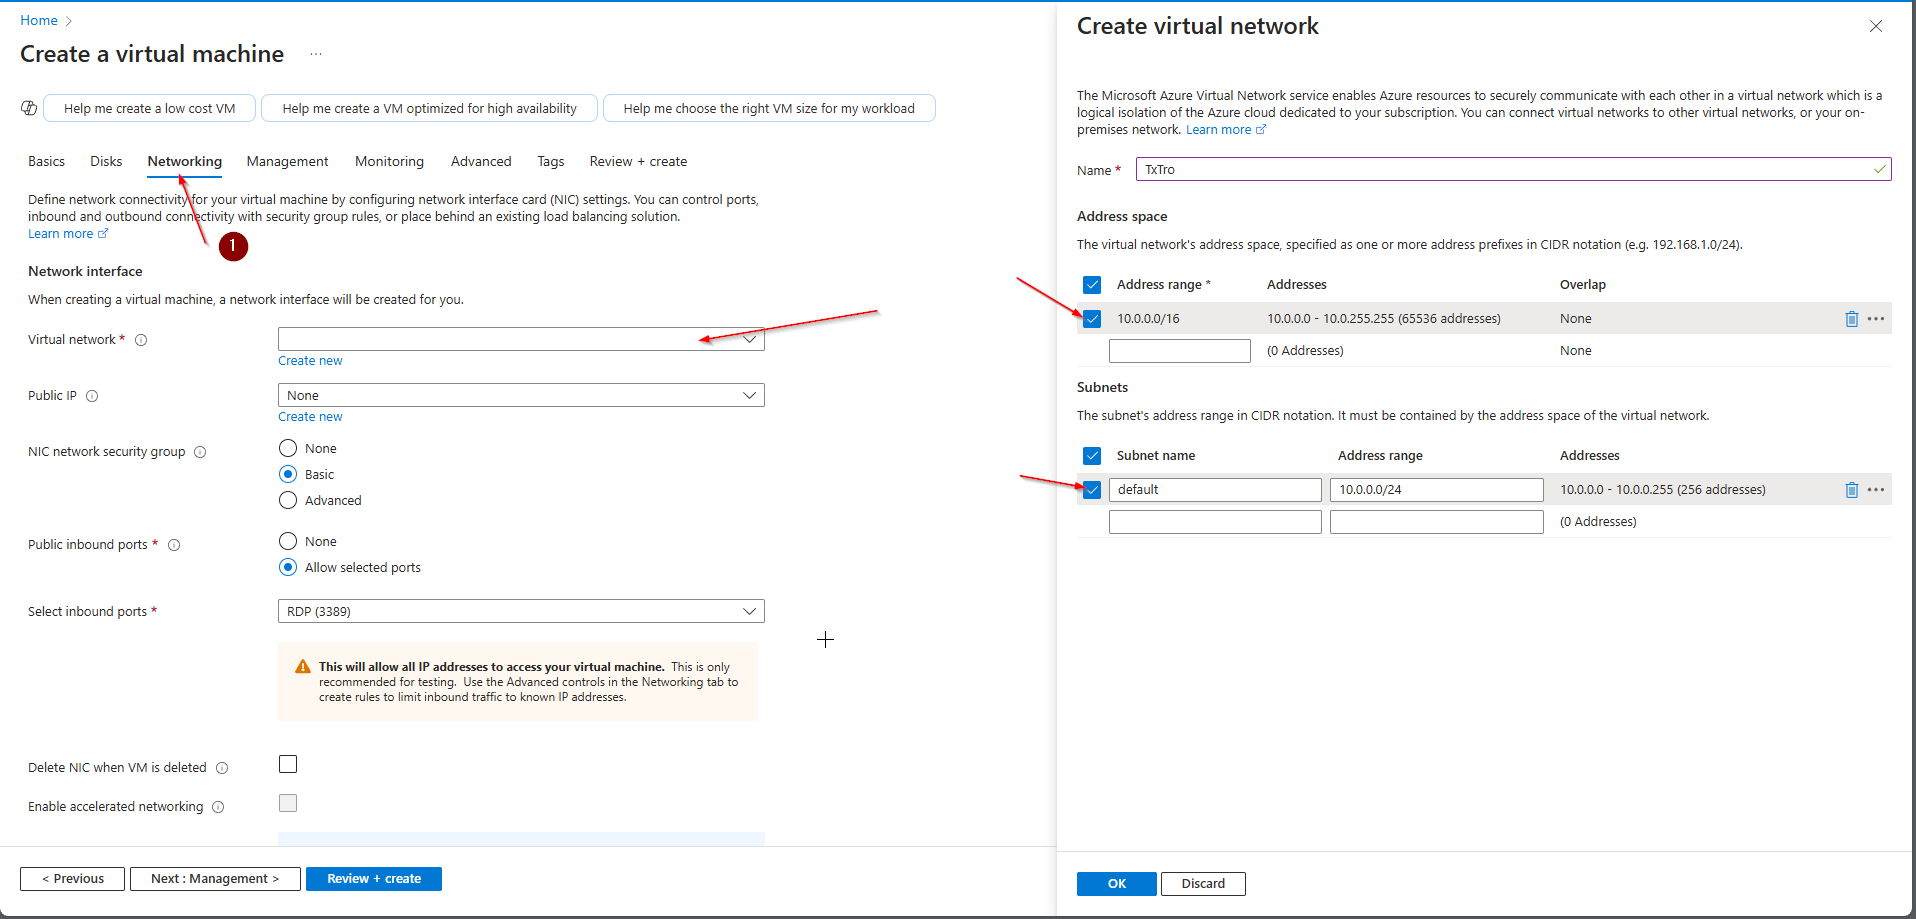 Home
Create a virtual machine
Help me create a low cost VM
Help me create a VM optimized for high availability
Help me choose the right VM size for my workload
Basics Disks Networking Management Monitoring Advanced Tags Review + create
Define network connectivity for your virtual machine by configuring network interface card (NIC) settings. You can control ports,
inbound and outbound connectivity with security group rules, or place behind an existing load balancing solution.
Learn more
1
Network interface
When creating a virtual machine, a network interface will be created for you.
Virtual network *
Create new
Public IP
None
Create new
NIC network security group
None
Basic
Advanced
Public inbound ports *
None
Allow selected ports
Select inbound ports *
RDP (3389)
This will allow all IP addresses to access your virtual machine. This is only
recommended for testing. Use the Advanced controls in the Networking tab to
create rules to limit inbound traffic to known IP addresses.
Delete NIC when VM is deleted
Enable accelerated networking
< Previous
Next : Management >
Review + create
Create virtual network
The Microsoft Azure Virtual Network service enables Azure resources to securely communicate with each other in a virtual network which is a
logical isolation of the Azure cloud dedicated to your subscription. You can connect virtual networks to other virtual networks, or your on-
premises network. Learn more
Name * TxTro
Address space
The virtual network's address space, specified as one or more address prefixes in CIDR notation (e.g. 192.168.1.0/24).
Address range * Addresses Overlap
10.0.0.0/16 10.0.0.0 - 10.0.255.255 (65536 addresses) None
(0 Addresses) None
Subnets
The subnet's address range in CIDR notation. It must be contained by the address space of the virtual network.
Subnet name Address range Addresses
default 10.0.0.0/24 10.0.0.0 - 10.0.0.255 (256 addresses)
(0 Addresses)
OK
Discard